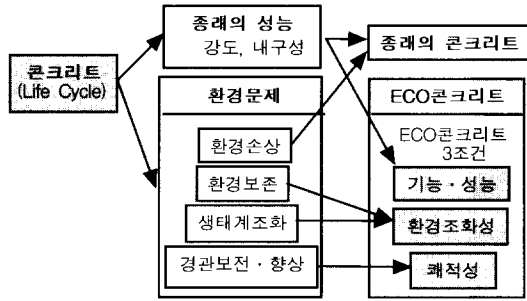 콘크리트
(Life Cycle)
종래의 성능
강도, 내구성
환경문제
환경손상
환경보존
생태계조화
경관보전 · 향상
종래의 콘크리트
ECO콘크리트
ECO콘크리트
3조건
기능 · 성능
환경조화성
쾌적성